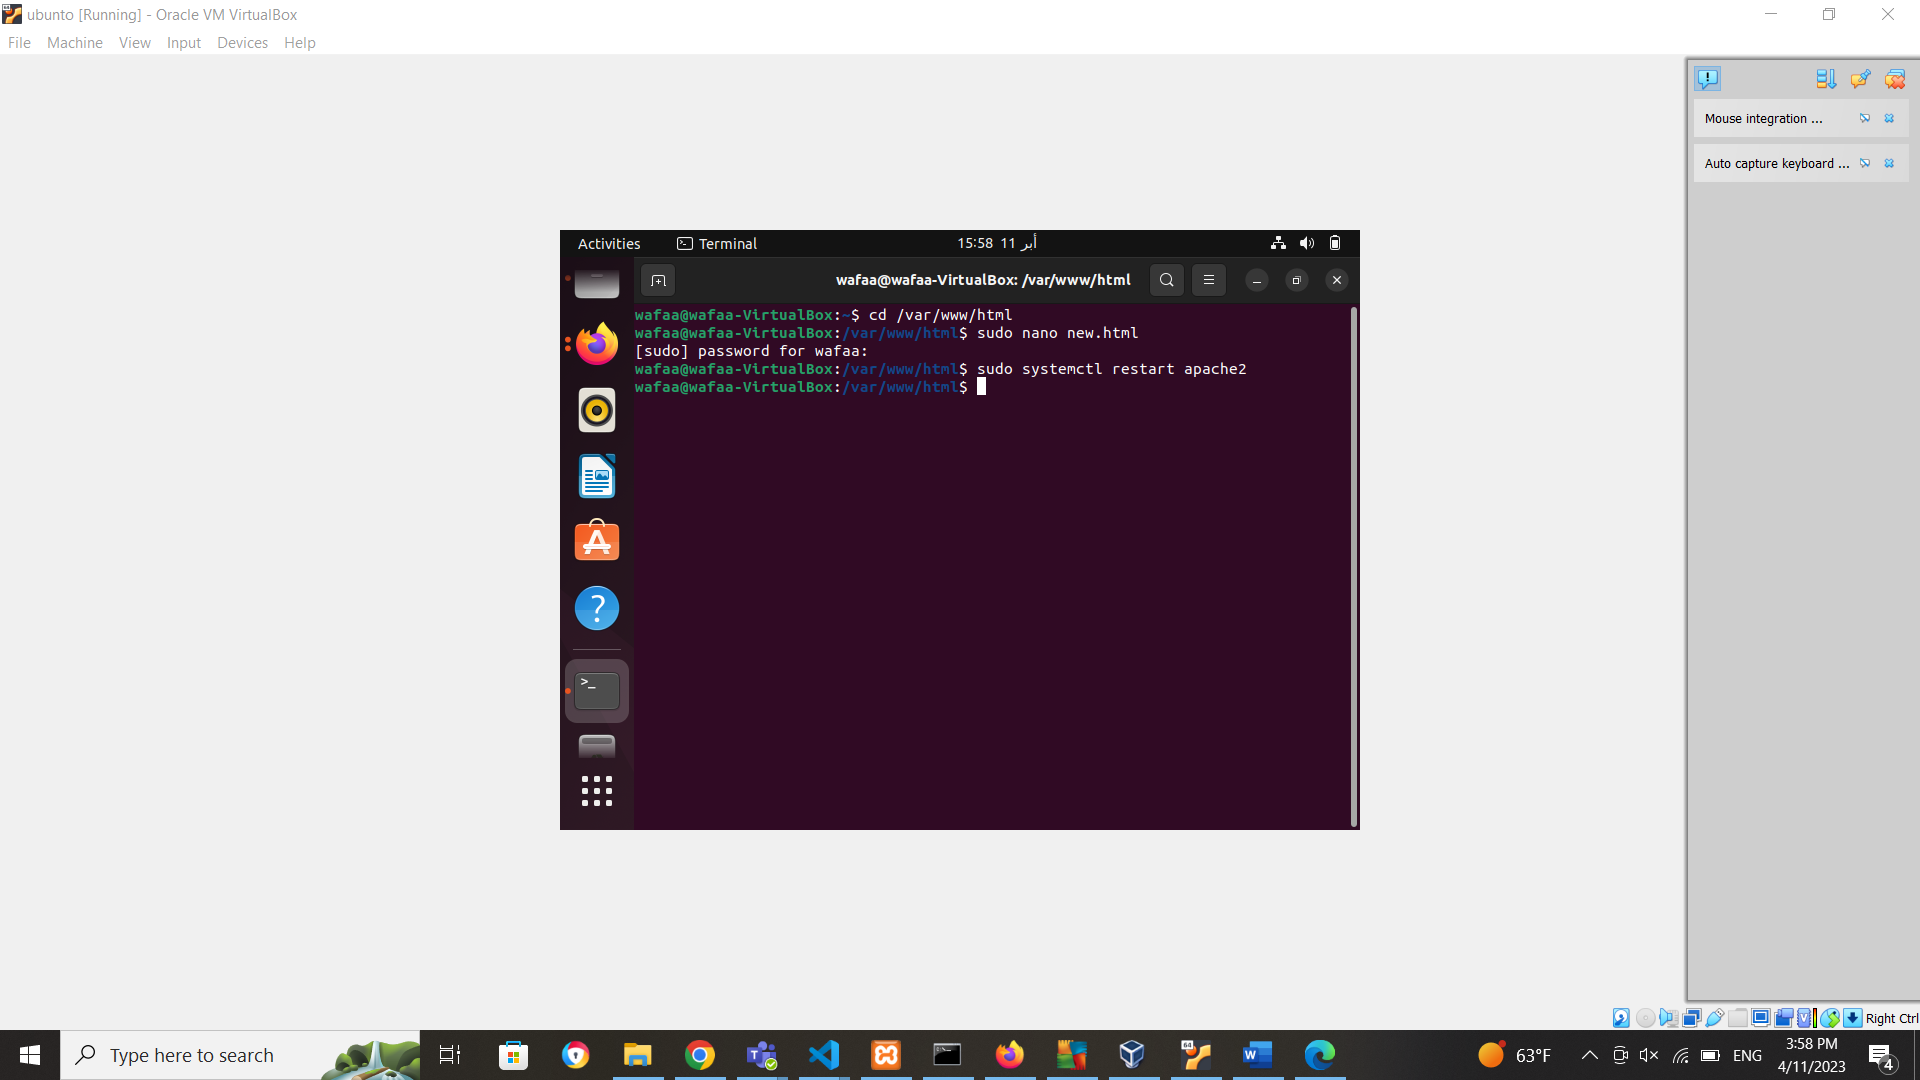 ubunto [Running] - Oracle VM VirtualBox
File Machine View Input Devices Help
Mouse integration ...
Auto capture keyboard ...
Activities Terminal 15:58 11 أبر
wafaa@wafaa-VirtualBox: /var/www/html
wafaa@wafaa-VirtualBox:~$ cd /var/www/html
wafaa@wafaa-VirtualBox:/var/www/html$ sudo nano new.html
[sudo] password for wafaa:
wafaa@wafaa-VirtualBox:/var/www/html$ sudo systemctl restart apache2
wafaa@wafaa-VirtualBox:/var/www/html$
Right Ctrl
Type here to search
63°F
ENG
3:58 PM
4/11/2023
4